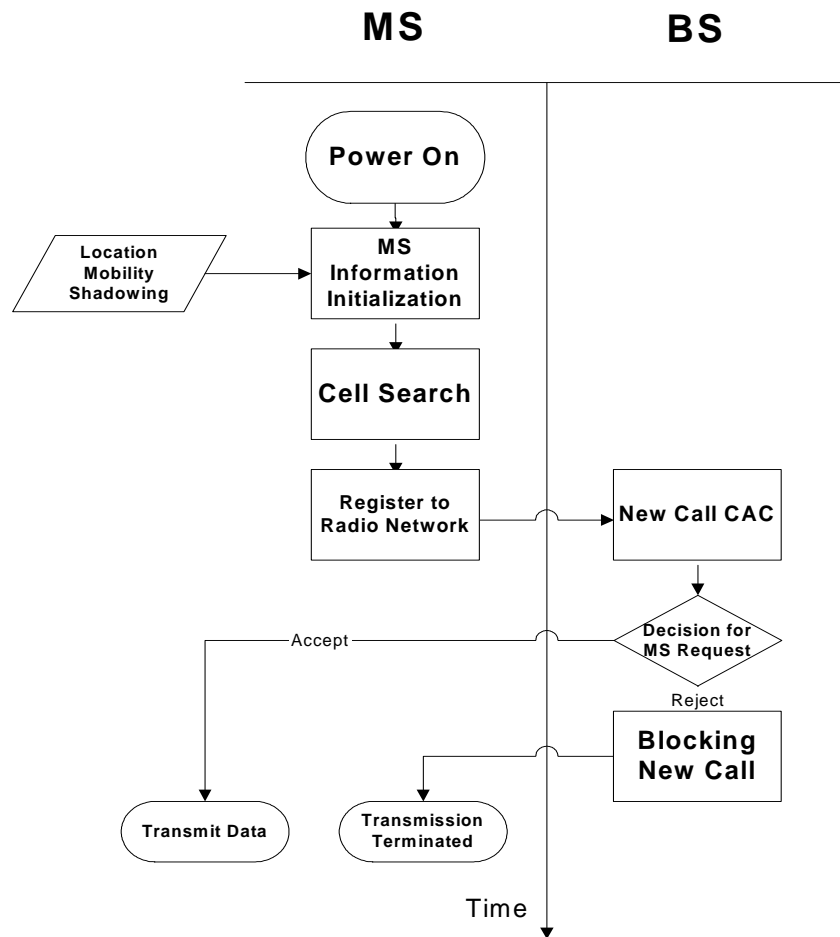 MS
BS
Power On
Location
Mobility
Shadowing
MS
Information
Initialization
Cell Search
Register to
Radio Network
New Call CAC
Decision for
MS Request
Accept
Reject
Blocking
New Call
Transmit Data
Transmission
Terminated
Time